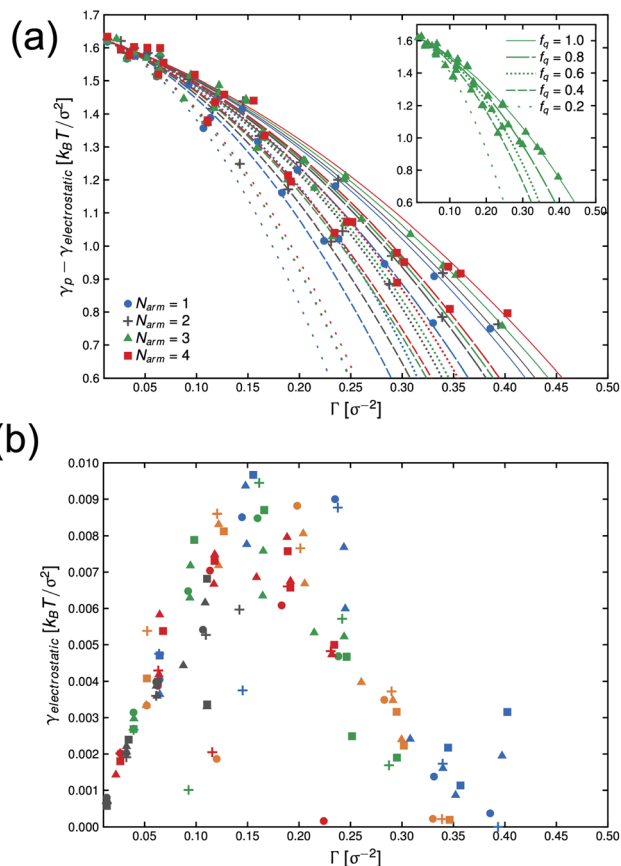 (a)
γp − γelectrostatic [kBT/σ²]
1.7
1.6
1.5
1.4
1.3
1.2
1.1
1.0
0.9
0.8
0.7
0.6
0.05 0.10 0.15 0.20 0.25 0.30 0.35 0.40 0.45 0.50
Γ [σ⁻²]
Narm = 1
Narm = 2
Narm = 3
Narm = 4
1.6
1.4
1.2
1.0
0.8
0.6
0.10 0.20 0.30 0.40 0.50
fq = 1.0
fq = 0.8
fq = 0.6
fq = 0.4
fq = 0.2
(b)
γelectrostatic [kBT/σ²]
0.010
0.009
0.008
0.007
0.006
0.005
0.004
0.003
0.002
0.001
0.000
0.05 0.10 0.15 0.20 0.25 0.30 0.35 0.40 0.45 0.50
Γ [σ⁻²]